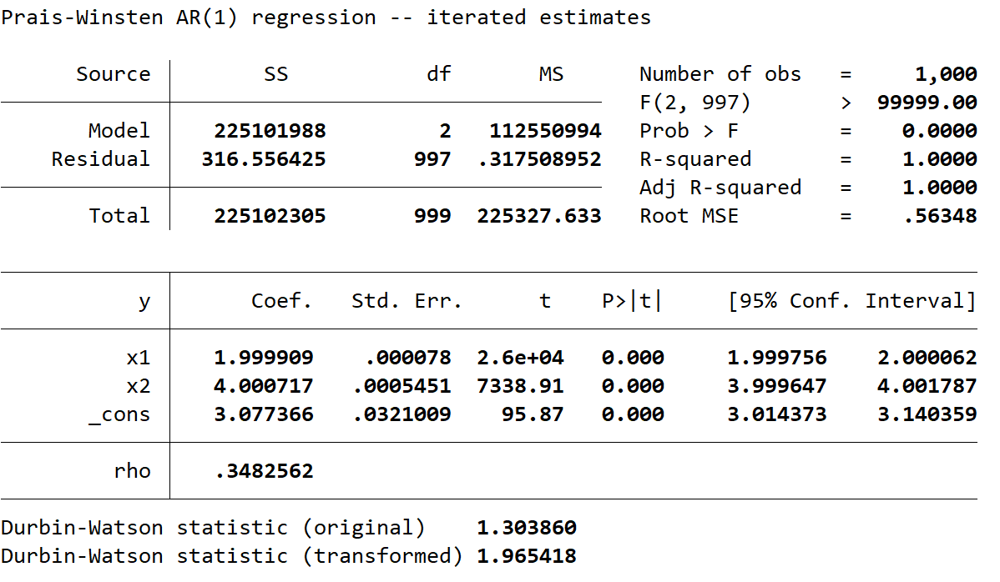 Prais-Winsten AR(1) regression -- iterated estimates
Source SS df MS Number of obs = 1,000
F(2, 997) > 99999.00
Model 225101988 2 112550994 Prob > F = 0.0000
Residual 316.556425 997 .317508952 R-squared = 1.0000
Adj R-squared = 1.0000
Total 225102305 999 225327.633 Root MSE = .56348
y Coef. Std. Err. t P>|t| [95% Conf. Interval]
x1 1.999909 .000078 2.6e+04 0.000 1.999756 2.000062
x2 4.000717 .0005451 7338.91 0.000 3.999647 4.001787
_cons 3.077366 .0321009 95.87 0.000 3.014373 3.140359
rho .3482562
Durbin-Watson statistic (original) 1.303860
Durbin-Watson statistic (transformed) 1.965418